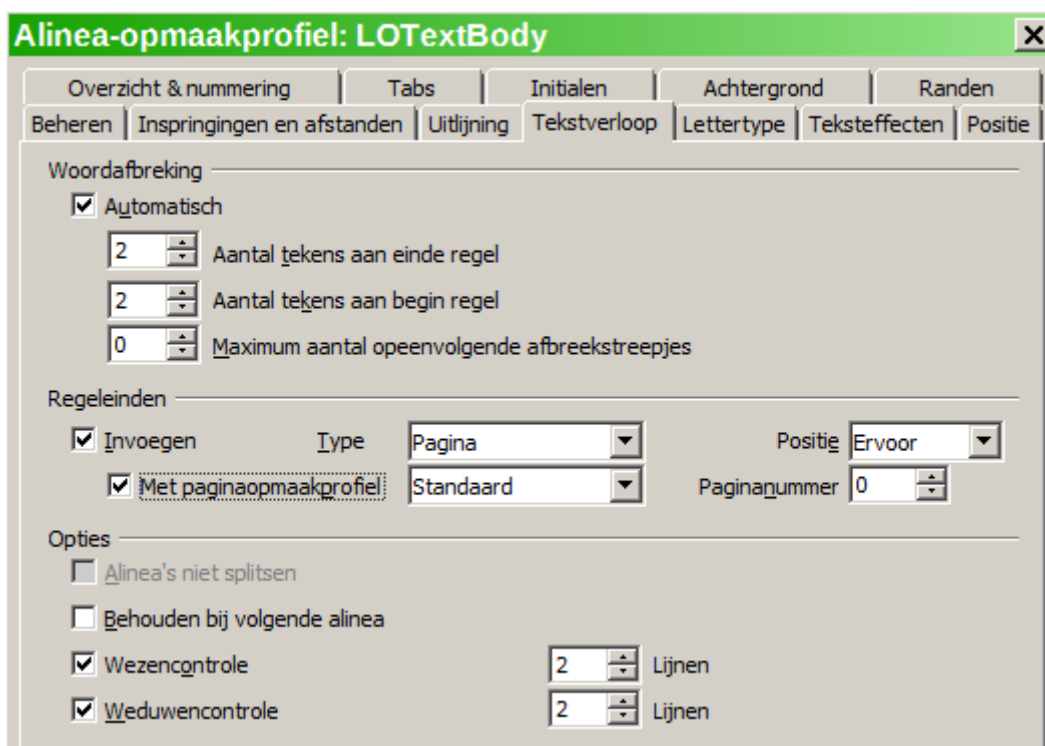 Alinea-opmaakprofiel: LOTextBody
Overzicht & nummering Tabs Initialen Achtergrond Randen
Beheren Inspringingen en afstanden Uitlijning Tekstverloop Lettertype Teksteffecten Positie
Woordafbreking
Automatisch
2 Aantal tekens aan einde regel
2 Aantal tekens aan begin regel
0 Maximum aantal opeenvolgende afbreekstreepjes
Regeleinden
Invoegen Type Pagina Positie Ervoor
Met paginaopmaakprofiel Standaard Paginanummer 0
Opties
Alinea's niet splitsen
Behouden bij volgende alinea
Wezencontrole 2 Lijnen
Weduwencontrole 2 Lijnen